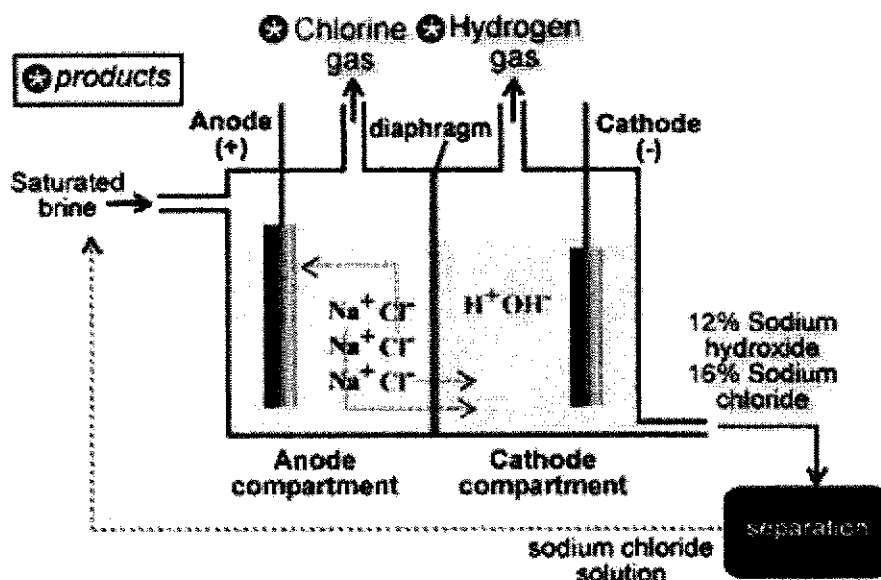 ✪ Chlorine gas
✪ Hydrogen gas
✪ products
Anode
(+)
diaphragm
Cathode
(-)
Saturated
brine
Na⁺ Cl⁻
Na⁺ Cl⁻
Na⁺ Cl⁻
H⁺ OH⁻
12% Sodium
hydroxide
16% Sodium
chloride
Anode
compartment
Cathode
compartment
separation
sodium chloride
solution